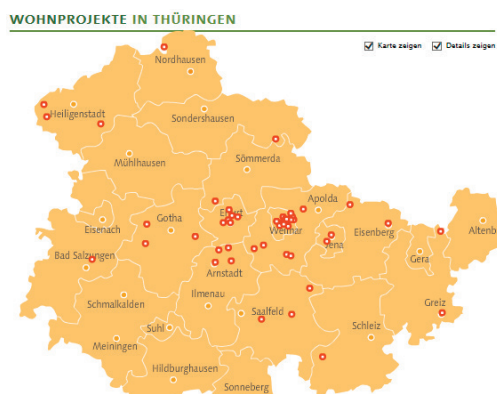 WOHNPROJEKTE IN THÜRINGEN
Karte zeigen Details zeigen
Nordhausen
Heiligenstadt
Sondershausen
Mühlhausen
Sömmerda
Apolda
Erfurt
Weimar
Gotha
Eisenach
Eisenberg
Jena
Altenb
Gera
Bad Salzungen
Arnstadt
Ilmenau
Schmalkalden
Saalfeld
Greiz
Suhl
Schleiz
Meiningen
Hildburghausen
Sonneberg